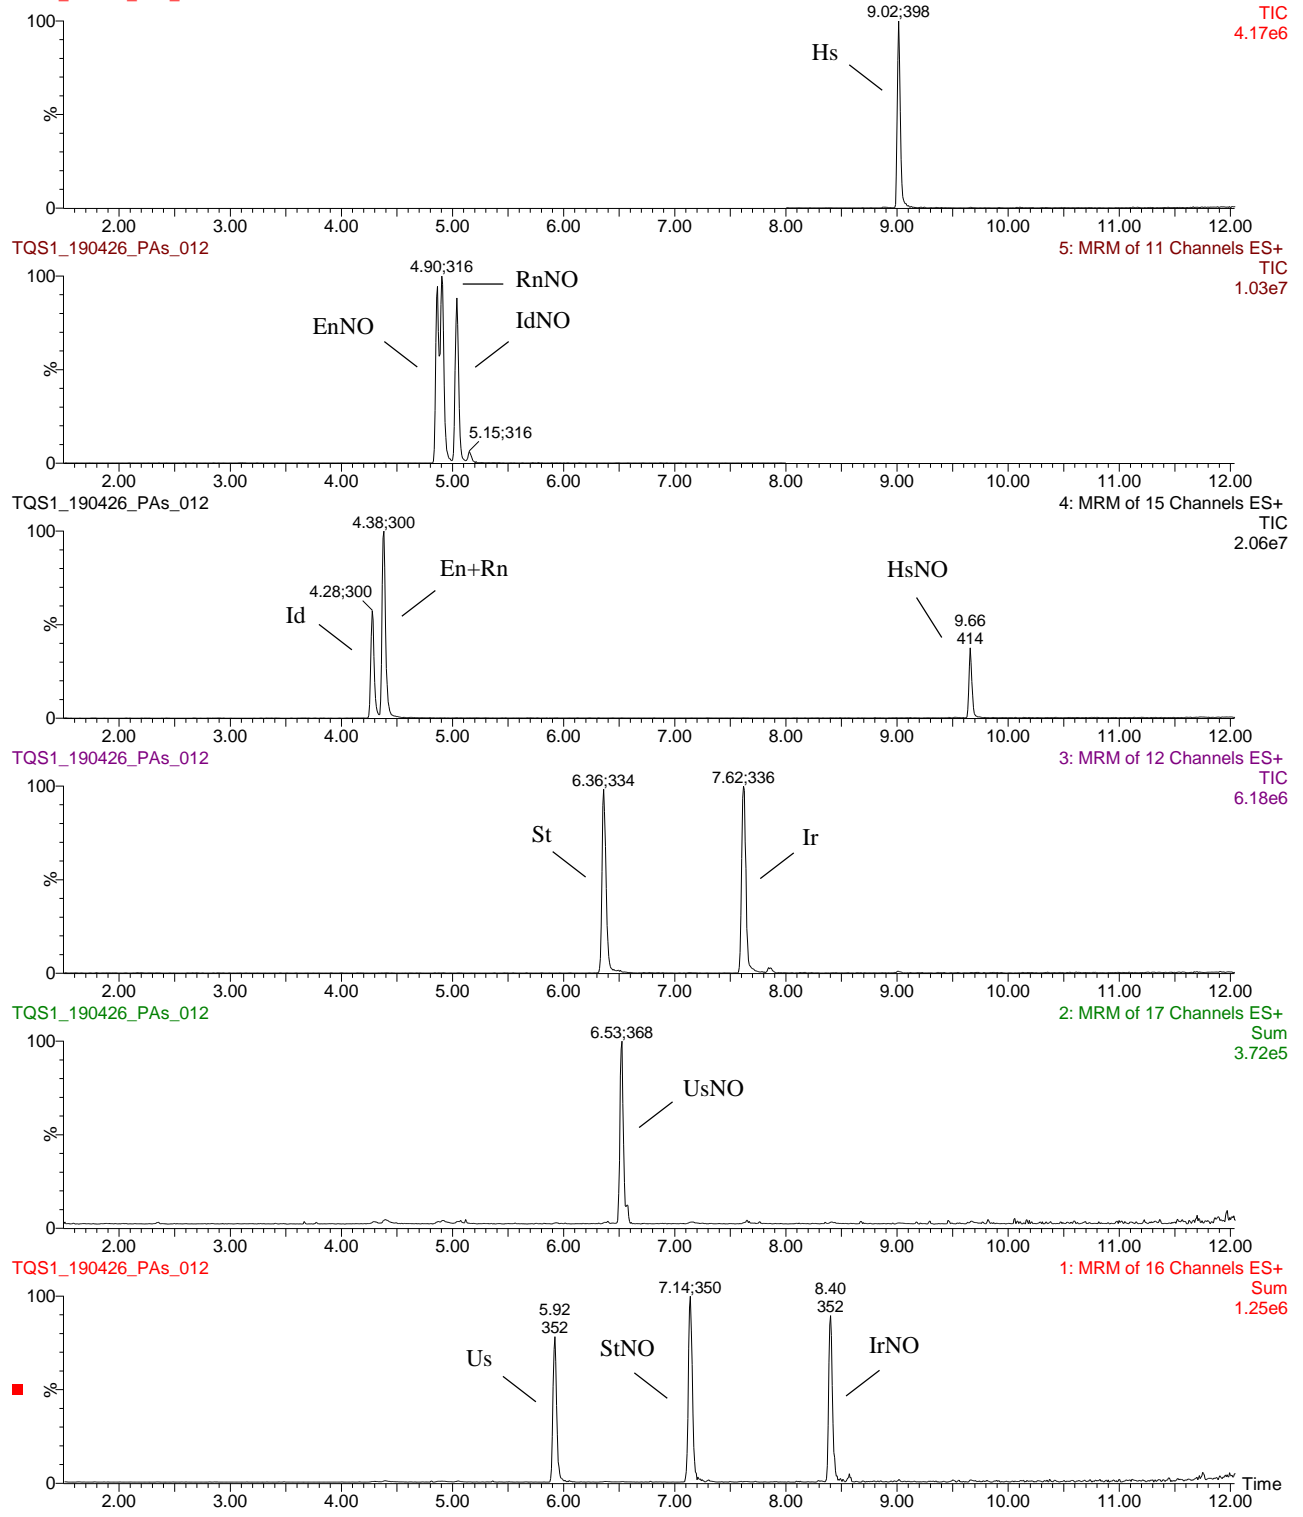 9.02;398
TIC
4.17e6
100
Hs
%
0
2.00 3.00 4.00 5.00 6.00 7.00 8.00 9.00 10.00 11.00 12.00
TQS1_190426_PAs_012
5: MRM of 11 Channels ES+
TIC
1.03e7
100
4.90;316
RnNO
EnNO
IdNO
%
5.15;316
0
2.00 3.00 4.00 5.00 6.00 7.00 8.00 9.00 10.00 11.00 12.00
TQS1_190426_PAs_012
4: MRM of 15 Channels ES+
TIC
2.06e7
100
4.38;300
En+Rn
HsNO
4.28;300
Id
9.66
414
%
0
2.00 3.00 4.00 5.00 6.00 7.00 8.00 9.00 10.00 11.00 12.00
TQS1_190426_PAs_012
3: MRM of 12 Channels ES+
TIC
6.18e6
100
6.36;334
7.62;336
St
Ir
%
0
2.00 3.00 4.00 5.00 6.00 7.00 8.00 9.00 10.00 11.00 12.00
TQS1_190426_PAs_012
2: MRM of 17 Channels ES+
Sum
3.72e5
100
6.53;368
UsNO
%
0
2.00 3.00 4.00 5.00 6.00 7.00 8.00 9.00 10.00 11.00 12.00
TQS1_190426_PAs_012
1: MRM of 16 Channels ES+
Sum
1.25e6
100
5.92
352
7.14;350
8.40
352
Us
StNO
IrNO
%
0
Time
2.00 3.00 4.00 5.00 6.00 7.00 8.00 9.00 10.00 11.00 12.00